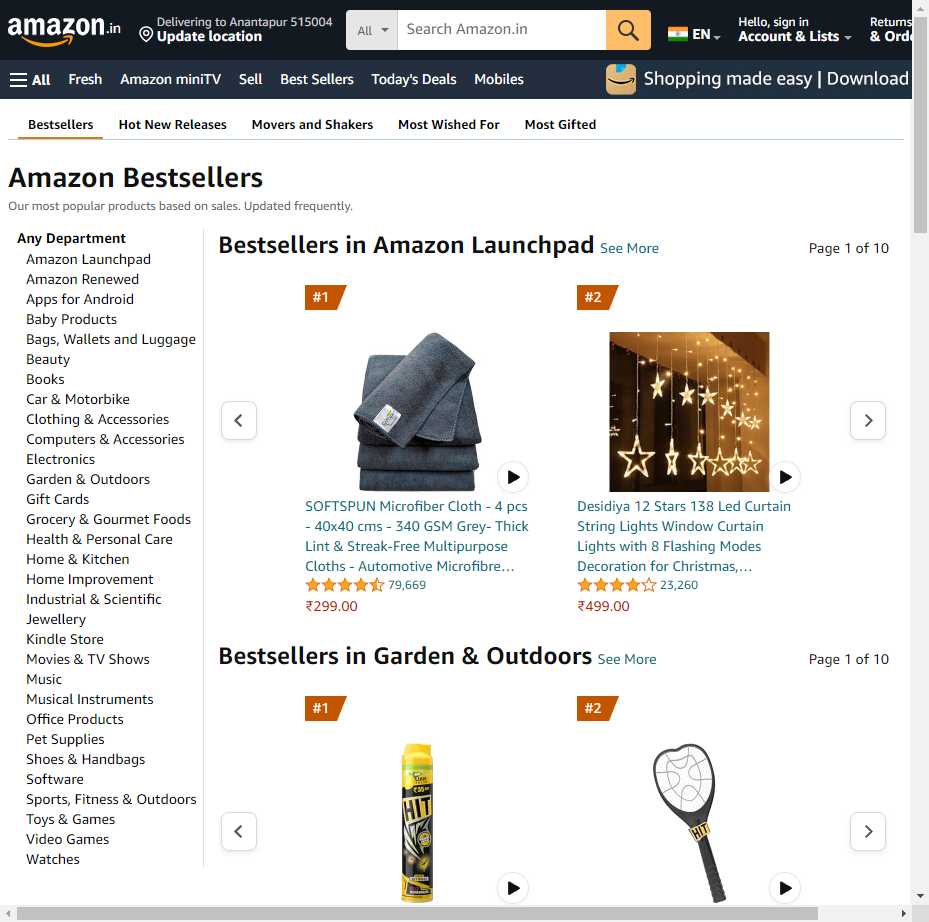 amazon.in
Delivering to Anantapur 515004
Update location
All
Search Amazon.in
EN
Hello, sign in
Account & Lists
Returns
& Orde
All
Fresh
Amazon miniTV
Sell
Best Sellers
Today's Deals
Mobiles
Shopping made easy | Download
Bestsellers
Hot New Releases
Movers and Shakers
Most Wished For
Most Gifted
Amazon Bestsellers
Our most popular products based on sales. Updated frequently.
Any Department
Amazon Launchpad
Amazon Renewed
Apps for Android
Baby Products
Bags, Wallets and Luggage
Beauty
Books
Car & Motorbike
Clothing & Accessories
Computers & Accessories
Electronics
Garden & Outdoors
Gift Cards
Grocery & Gourmet Foods
Health & Personal Care
Home & Kitchen
Home Improvement
Industrial & Scientific
Jewellery
Kindle Store
Movies & TV Shows
Music
Musical Instruments
Office Products
Pet Supplies
Shoes & Handbags
Software
Sports, Fitness & Outdoors
Toys & Games
Video Games
Watches
Bestsellers in Amazon Launchpad See More
Page 1 of 10
#1
SOFTSPUN Microfiber Cloth - 4 pcs
- 40x40 cms - 340 GSM Grey- Thick
Lint & Streak-Free Multipurpose
Cloths - Automotive Microfibre…
79,669
₹299.00
#2
Desidiya 12 Stars 138 Led Curtain
String Lights Window Curtain
Lights with 8 Flashing Modes
Decoration for Christmas,…
23,260
₹499.00
Bestsellers in Garden & Outdoors See More
Page 1 of 10
#1
HIT
#2
HIT